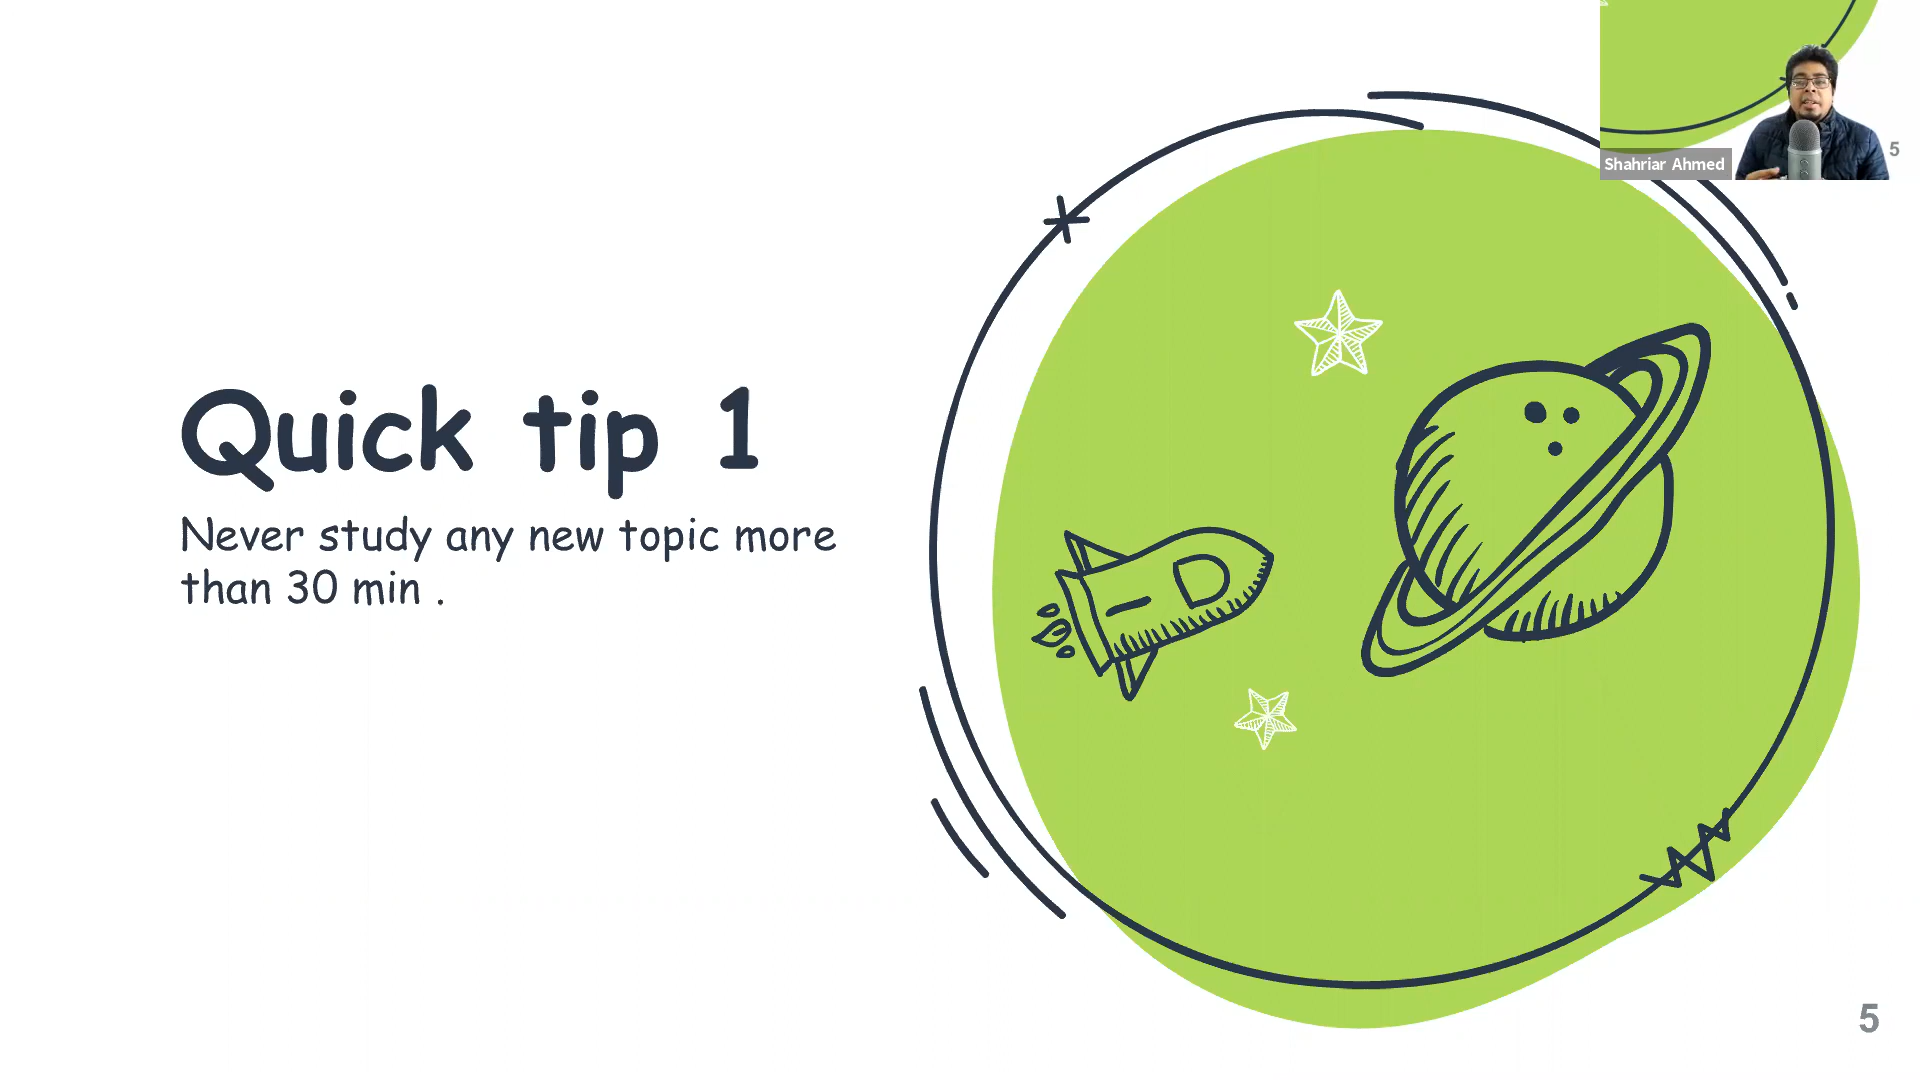 Quick tip 1
Never study any new topic more
than 30 min .
Shahriar Ahmed
5
5